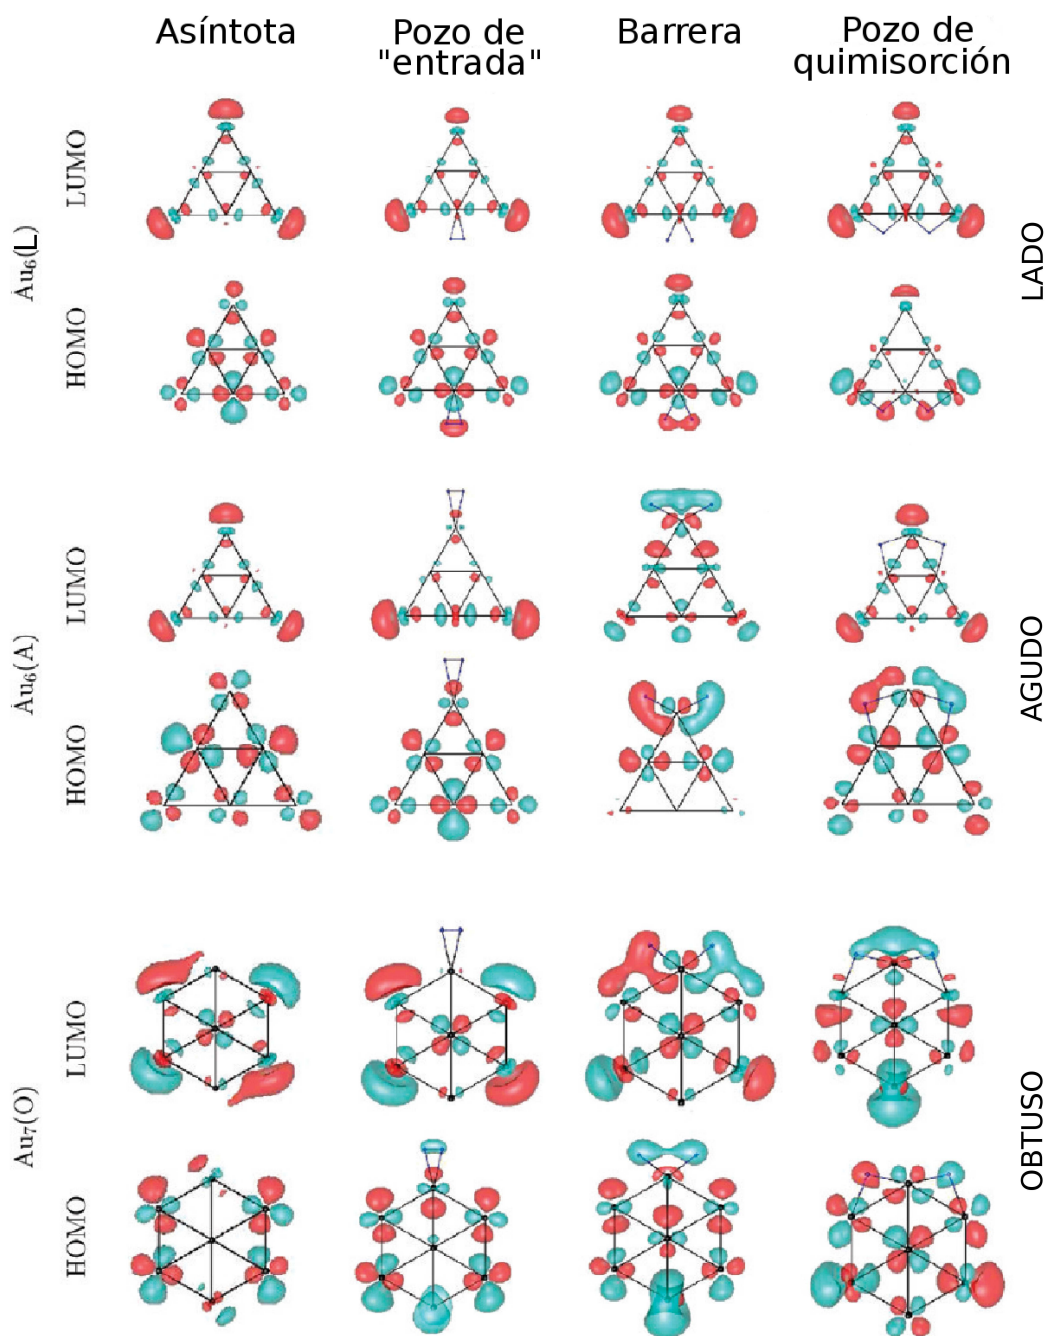 Asíntota
Pozo de
"entrada"
Barrera
Pozo de
quimisorción
LUMO
Au₆(L)
HOMO
LADO
LUMO
Au₆(A)
HOMO
AGUDO
LUMO
Au₇(O)
HOMO
OBTUSO